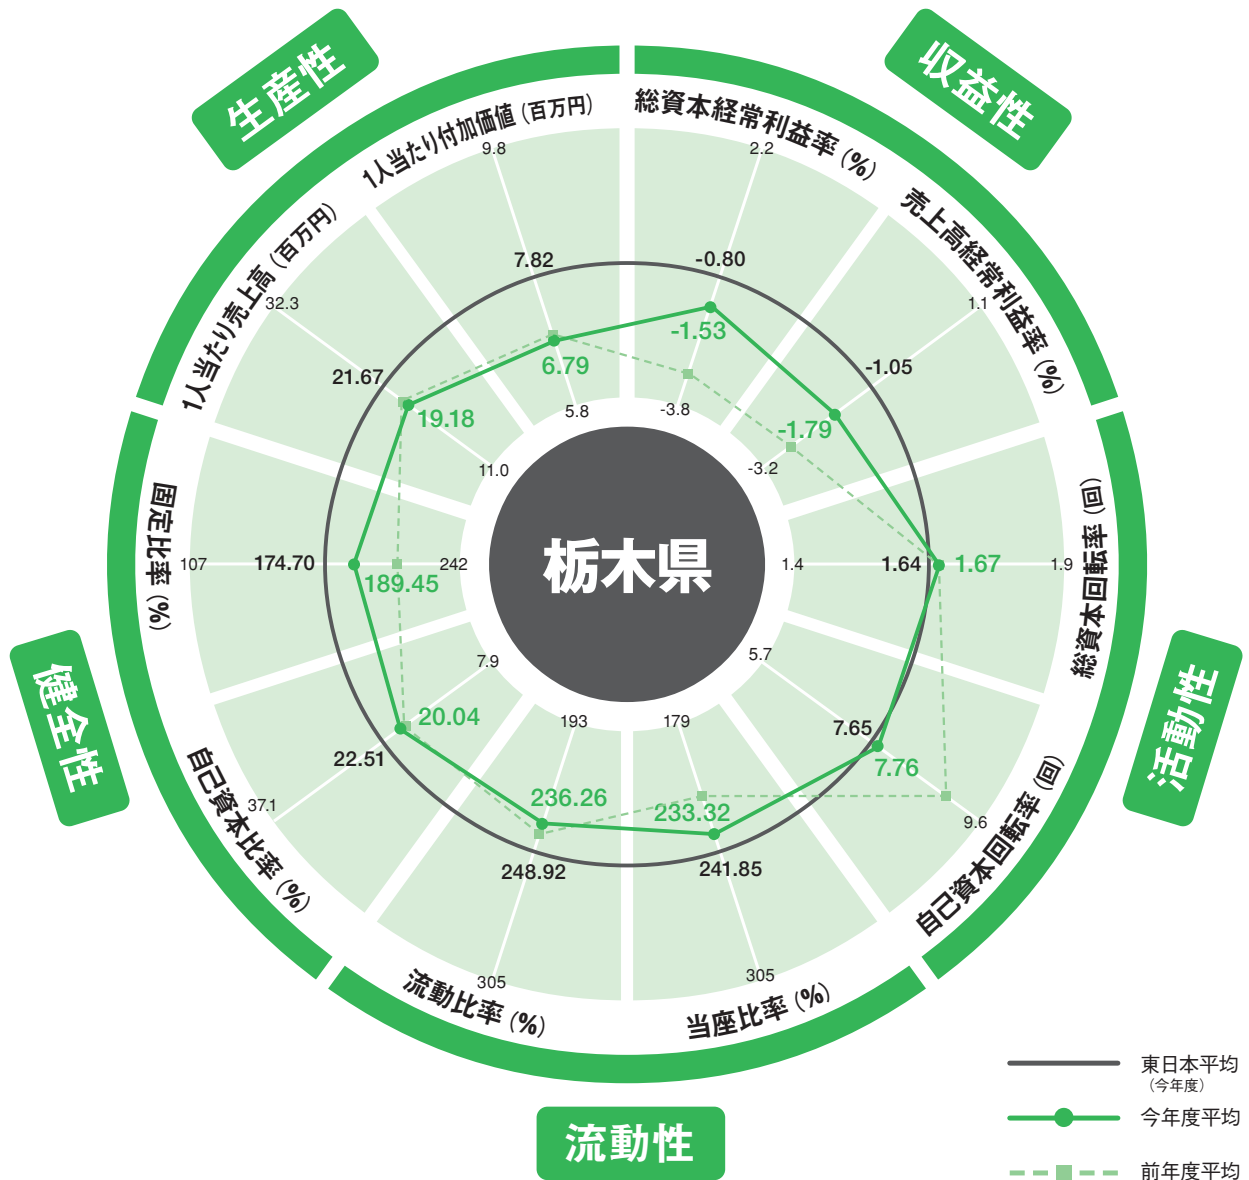 生産性
収益性
1人当たり付加価値（百万円）
総資本経常利益率（%）
9.8
2.2
1人当たり売上高（百万円）
売上高経常利益率（%）
32.3
1.1
7.82
-0.80
-1.53
6.79
21.67
-1.05
19.18
-1.79
5.8
-3.8
11.0
-3.2
固定比率（%）
107
174.70
189.45
242
栃木県
1.4
1.64
1.67
1.9
総資本回転率（回）
7.9
5.7
健全性
活動性
20.04
193
179
7.65
22.51
7.76
236.26
233.32
37.1
9.6
自己資本比率（%）
自己資本回転率（回）
248.92
241.85
305
305
流動比率（%）
当座比率（%）
流動性
東日本平均
（今年度）
今年度平均
前年度平均